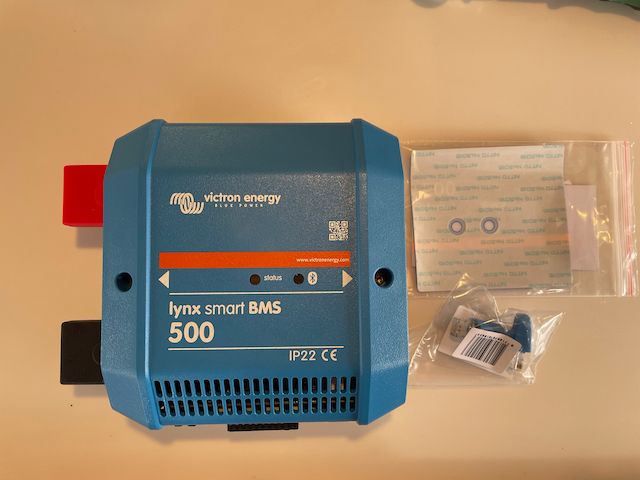 victron energy
BLUE POWER
www.victronenergy.com
status
lynx smart BMS
500
IP22 CE